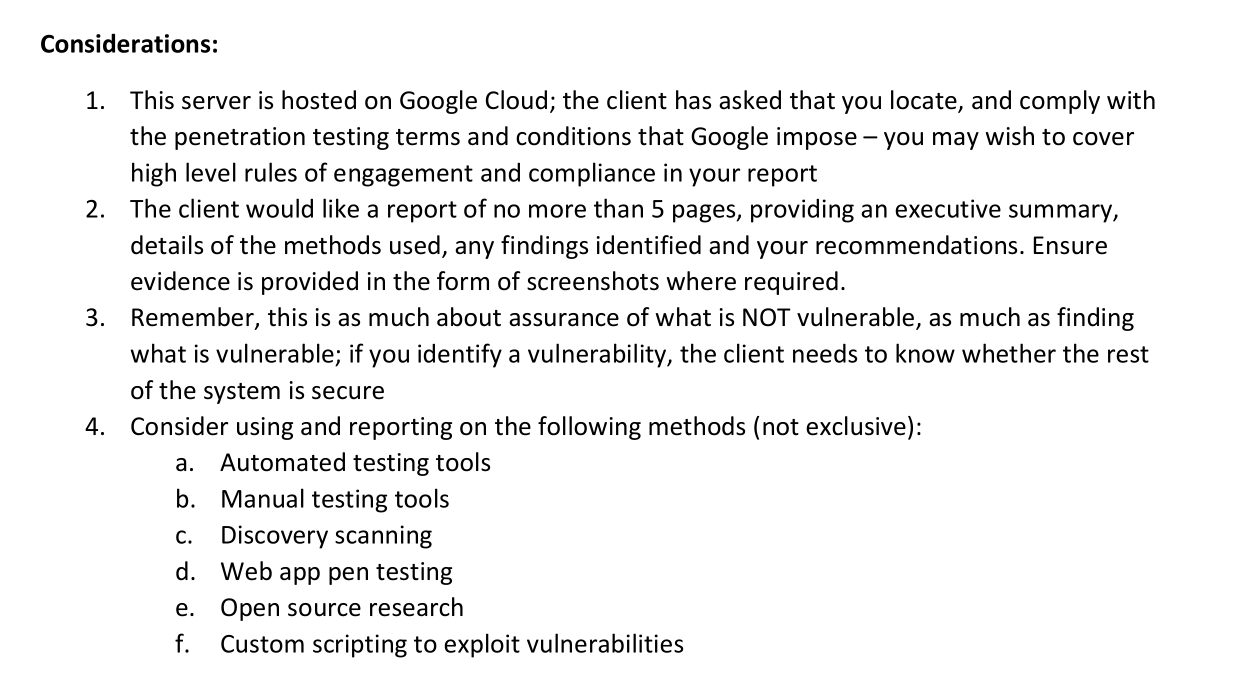 Considerations:
1. This server is hosted on Google Cloud; the client has asked that you locate, and comply with
the penetration testing terms and conditions that Google impose – you may wish to cover
high level rules of engagement and compliance in your report
2. The client would like a report of no more than 5 pages, providing an executive summary,
details of the methods used, any findings identified and your recommendations. Ensure
evidence is provided in the form of screenshots where required.
3. Remember, this is as much about assurance of what is NOT vulnerable, as much as finding
what is vulnerable; if you identify a vulnerability, the client needs to know whether the rest
of the system is secure
4. Consider using and reporting on the following methods (not exclusive):
a. Automated testing tools
b. Manual testing tools
c. Discovery scanning
d. Web app pen testing
e. Open source research
f. Custom scripting to exploit vulnerabilities